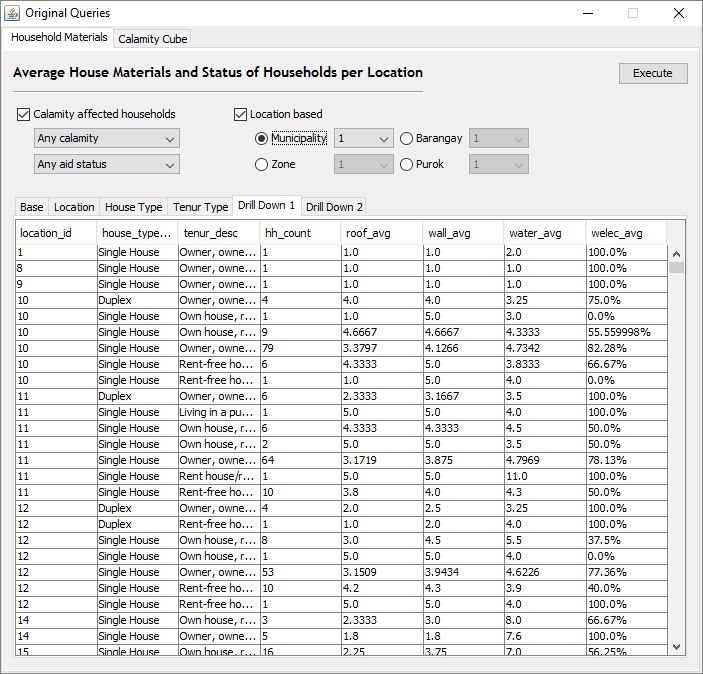 Original Queries
Household Materials Calamity Cube
Average House Materials and Status of Households per Location Execute
Calamity affected households Location based
Any calamity Municipality 1 Barangay 1
Any aid status Zone 1 Purok 1
Base Location House Type Tenur Type Drill Down 1 Drill Down 2
location_id house_type... tenur_desc hh_count roof_avg wall_avg water_avg welec_avg
1 Single House Owner, owne... 1 1.0 1.0 2.0 100.0%
8 Single House Owner, owne... 1 1.0 1.0 1.0 100.0%
9 Single House Owner, owne... 1 1.0 1.0 1.0 100.0%
10 Duplex Owner, owne... 4 4.0 4.0 3.25 75.0%
10 Single House Own house, r... 1 1.0 5.0 3.0 0.0%
10 Single House Own house, r... 9 4.6667 4.6667 4.3333 55.559998%
10 Single House Owner, owne... 79 3.3797 4.1266 4.7342 82.28%
10 Single House Rent-free ho... 6 4.3333 5.0 3.8333 66.67%
10 Single House Rent-free ho... 1 1.0 5.0 4.0 0.0%
11 Duplex Owner, owne... 6 2.3333 3.1667 3.5 100.0%
11 Single House Living in a pu... 1 5.0 5.0 4.0 100.0%
11 Single House Own house, r... 6 4.3333 4.3333 4.5 50.0%
11 Single House Own house, r... 2 5.0 5.0 3.5 50.0%
11 Single House Owner, owne... 64 3.1719 3.875 4.7969 78.13%
11 Single House Rent house/r... 1 5.0 5.0 11.0 100.0%
11 Single House Rent-free ho... 10 3.8 4.0 4.3 50.0%
12 Duplex Owner, owne... 4 2.0 2.5 3.25 100.0%
12 Duplex Rent-free ho... 1 1.0 2.0 4.0 100.0%
12 Single House Own house, r... 8 3.0 4.5 5.5 37.5%
12 Single House Own house, r... 1 5.0 5.0 4.0 0.0%
12 Single House Owner, owne... 53 3.1509 3.9434 4.6226 77.36%
12 Single House Rent-free ho... 10 4.2 4.3 3.9 40.0%
12 Single House Rent-free ho... 1 5.0 5.0 4.0 100.0%
14 Single House Own house, r... 3 2.3333 3.0 8.0 66.67%
14 Single House Owner, owne... 5 1.8 1.8 7.6 100.0%
15 Single House Own house, r... 16 2.25 3.75 7.0 56.25%